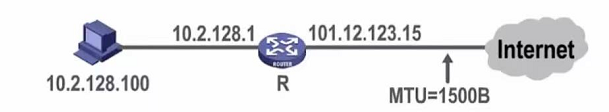 10.2.128.1
101.12.123.15
Internet
10.2.128.100
ROUTER
R
MTU=1500B